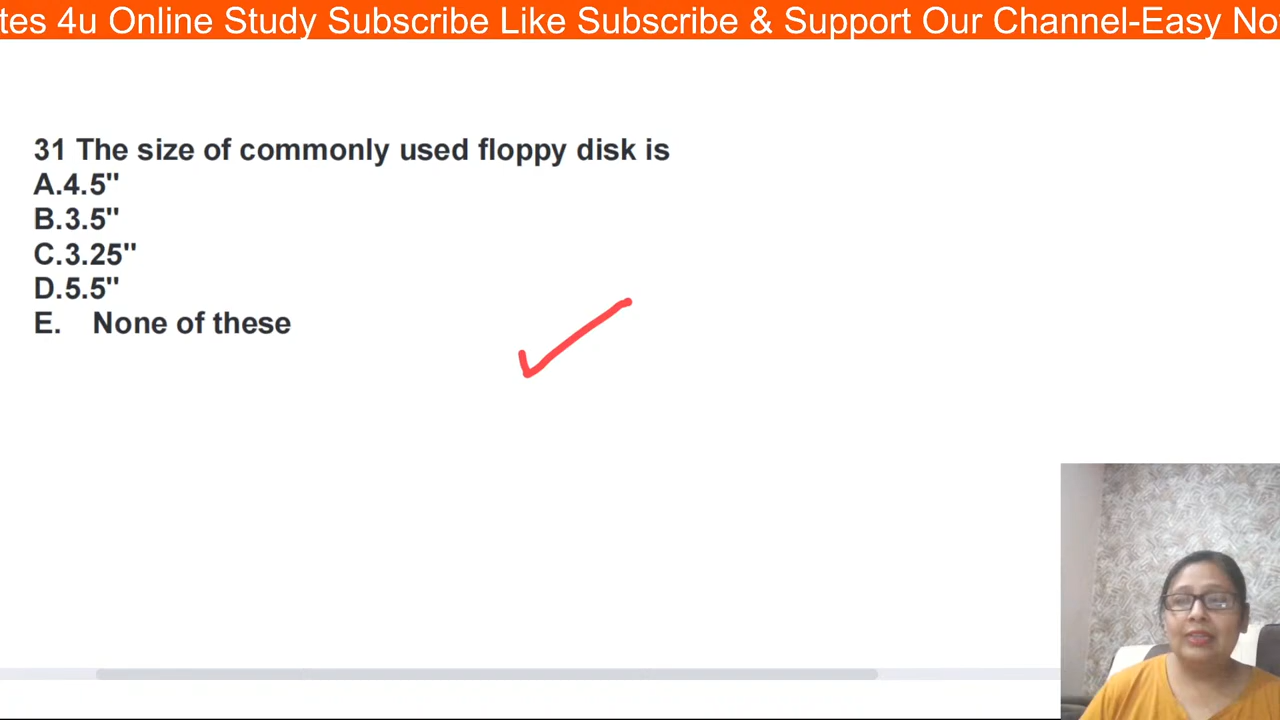 tes 4u Online Study Subscribe Like Subscribe & Support Our Channel-Easy No
31 The size of commonly used floppy disk is
A.4.5"
B.3.5"
C.3.25"
D.5.5"
E. None of these